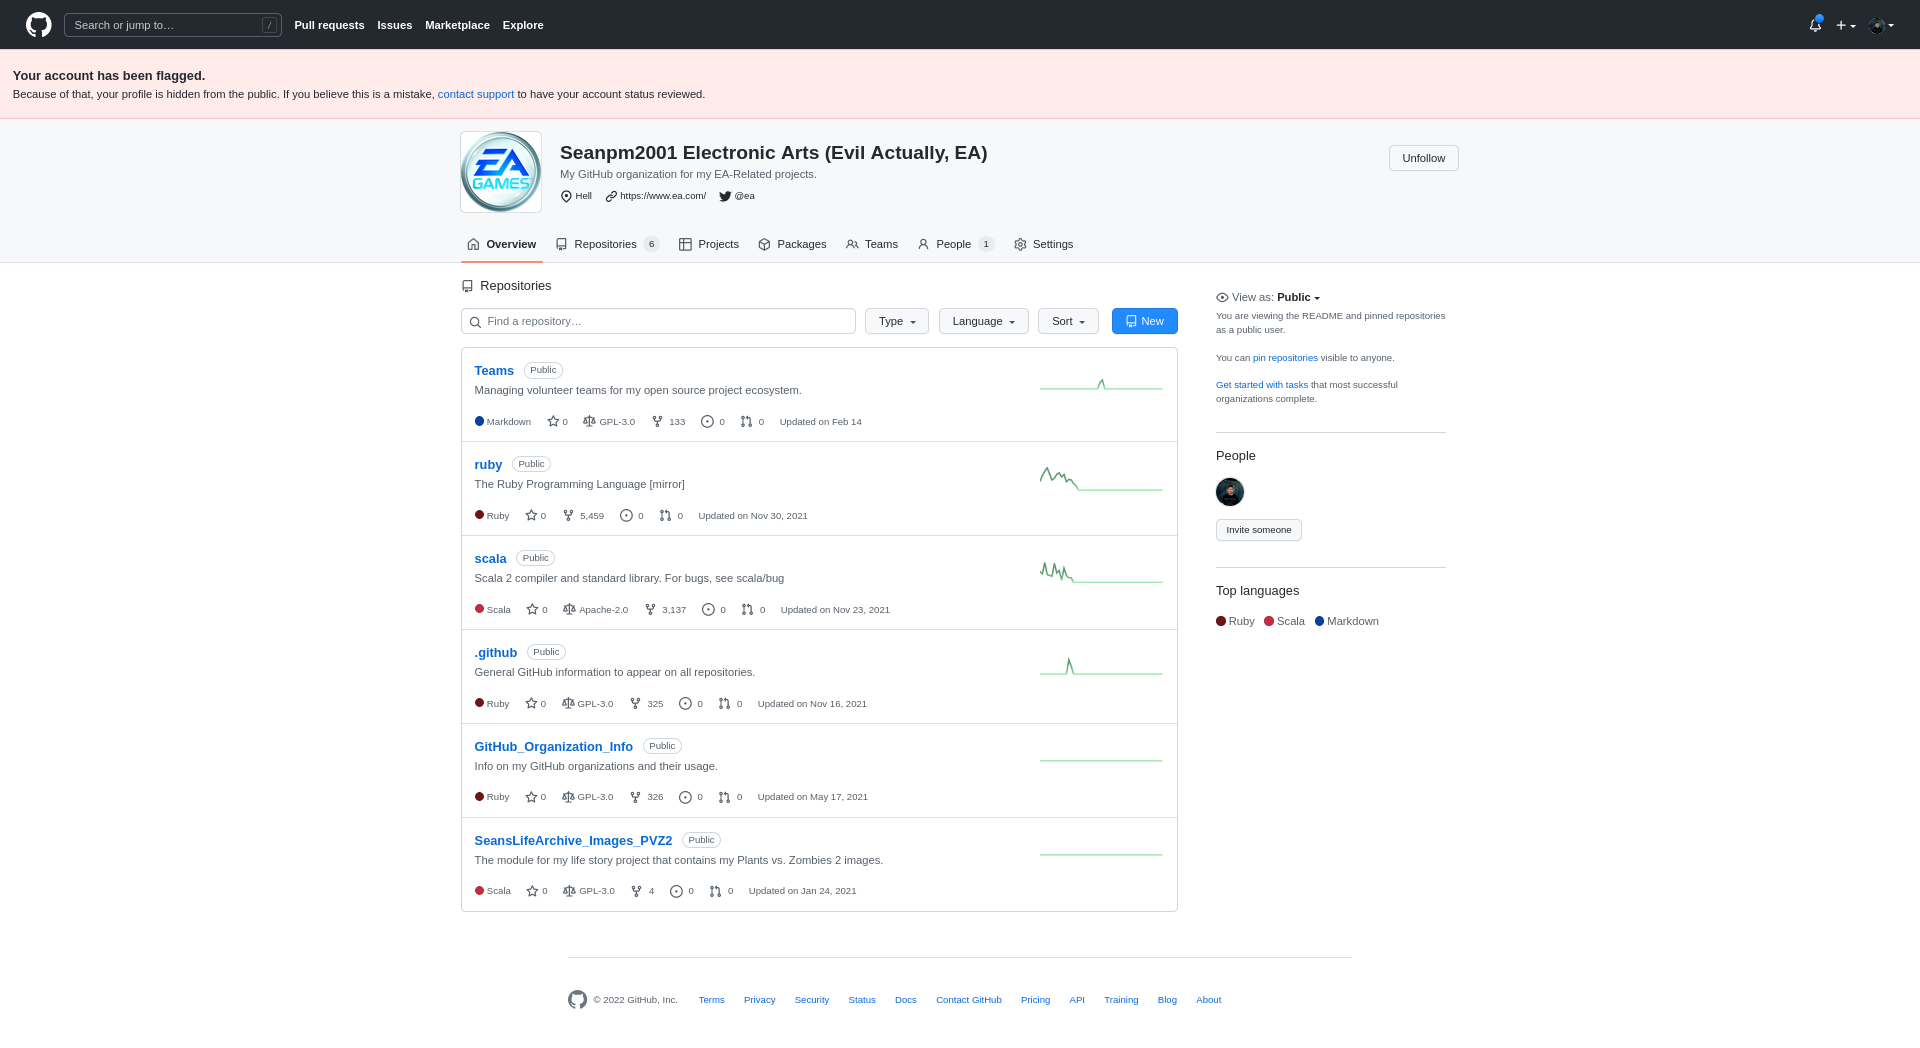 Search or jump to… /
Pull requests Issues Marketplace Explore
Your account has been flagged.
Because of that, your profile is hidden from the public. If you believe this is a mistake, contact support to have your account status reviewed.
EA GAMES
Seanpm2001 Electronic Arts (Evil Actually, EA)
Unfollow
My GitHub organization for my EA-Related projects.
Hell https://www.ea.com/ @ea
Overview Repositories 6 Projects Packages Teams People 1 Settings
Repositories
Find a repository… Type Language Sort New
Teams Public
Managing volunteer teams for my open source project ecosystem.
Markdown 0 GPL-3.0 133 0 0 Updated on Feb 14
ruby Public
The Ruby Programming Language [mirror]
Ruby 0 5,459 0 0 Updated on Nov 30, 2021
scala Public
Scala 2 compiler and standard library. For bugs, see scala/bug
Scala 0 Apache-2.0 3,137 0 0 Updated on Nov 23, 2021
.github Public
General GitHub information to appear on all repositories.
Ruby 0 GPL-3.0 325 0 0 Updated on Nov 16, 2021
GitHub_Organization_Info Public
Info on my GitHub organizations and their usage.
Ruby 0 GPL-3.0 326 0 0 Updated on May 17, 2021
SeansLifeArchive_Images_PVZ2 Public
The module for my life story project that contains my Plants vs. Zombies 2 images.
Scala 0 GPL-3.0 4 0 0 Updated on Jan 24, 2021
View as: Public
You are viewing the README and pinned repositories
as a public user.
You can pin repositories visible to anyone.
Get started with tasks that most successful
organizations complete.
People
Invite someone
Top languages
Ruby Scala Markdown
© 2022 GitHub, Inc. Terms Privacy Security Status Docs Contact GitHub Pricing API Training Blog About